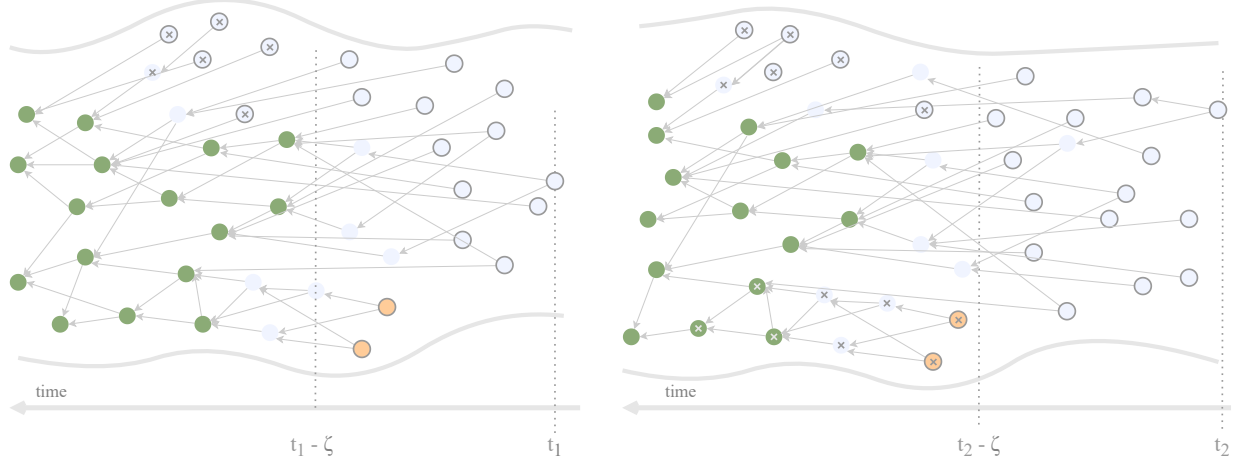 time
t₁ - ζ
t₁
time
t₂ - ζ
t₂